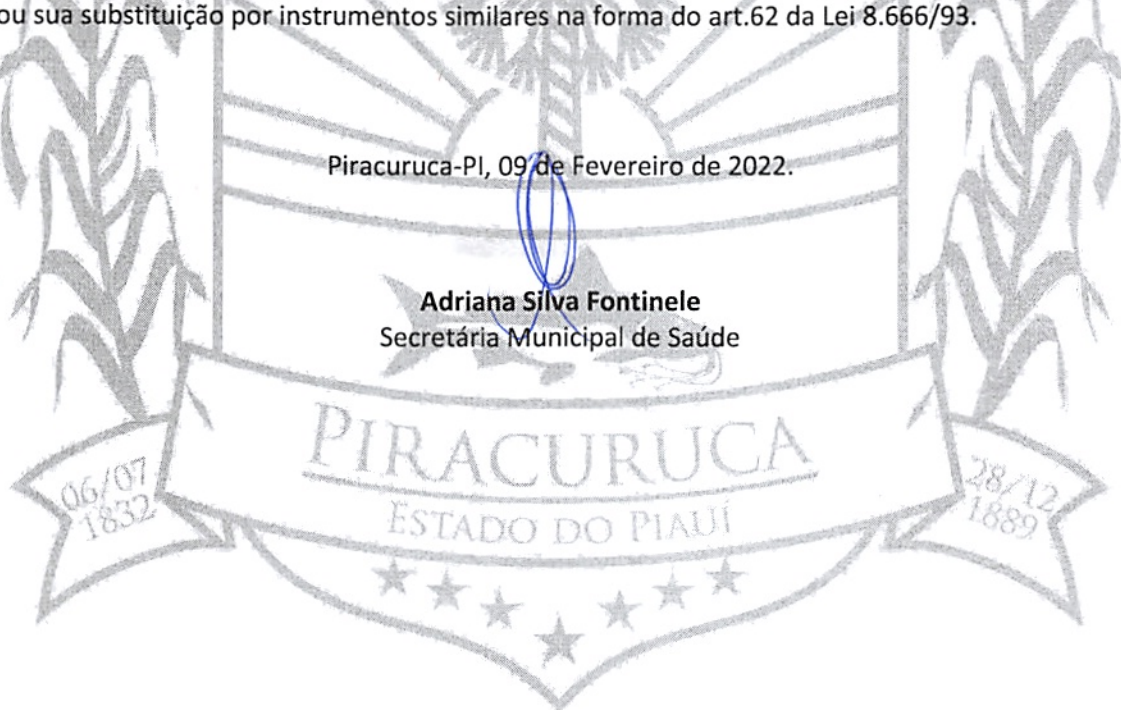 ou sua substituição por instrumentos similares na forma do art.62 da Lei 8.666/93.
Piracuruca-PI, 09 de Fevereiro de 2022.
Adriana Silva Fontinele
Secretária Municipal de Saúde
PIRACURUCA
ESTADO DO PIAUÍ
06/07
1832
28/12
1889